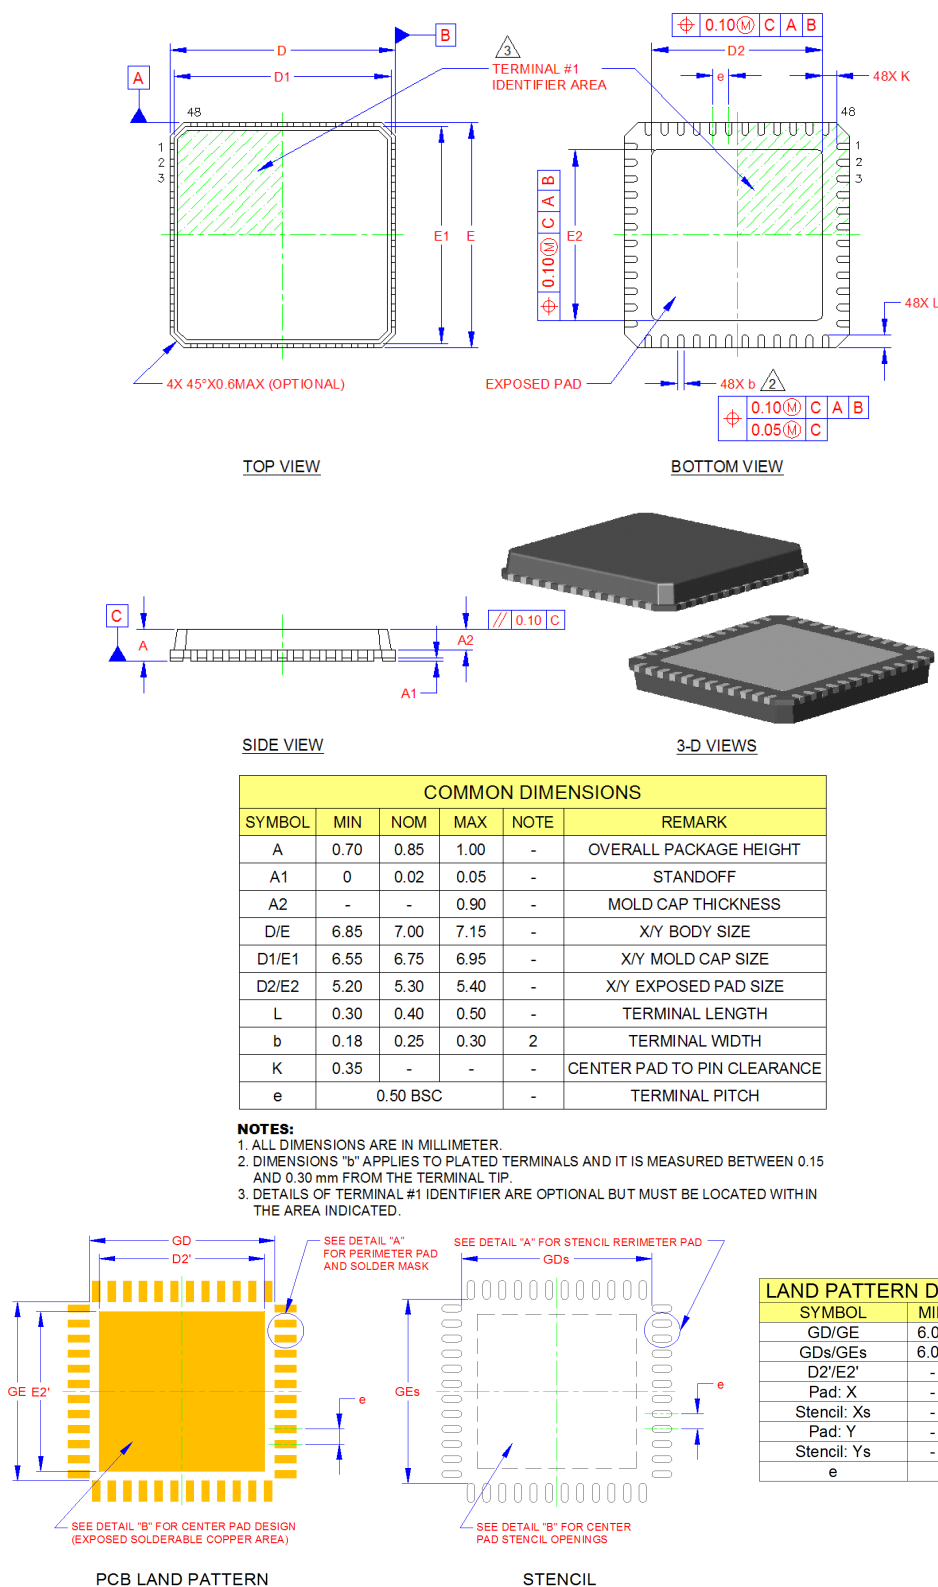 0.10 Ⓜ C A B
D
B
3
D2
D1
TERMINAL #1
IDENTIFIER AREA
e
48X K
A
48
48
1
2
3
1
2
3
E1
E
0.10 Ⓜ C A B
E2
48X L
4X 45°X0.6MAX (OPTIONAL)
EXPOSED PAD
48X b
2
0.10 Ⓜ C A B
0.05 Ⓜ C
TOP VIEW
BOTTOM VIEW
C
A
A2
// 0.10 C
A1
SIDE VIEW
3-D VIEWS
COMMON DIMENSIONS
SYMBOL MIN NOM MAX NOTE REMARK
A 0.70 0.85 1.00 - OVERALL PACKAGE HEIGHT
A1 0 0.02 0.05 - STANDOFF
A2 - - 0.90 - MOLD CAP THICKNESS
D/E 6.85 7.00 7.15 - X/Y BODY SIZE
D1/E1 6.55 6.75 6.95 - X/Y MOLD CAP SIZE
D2/E2 5.20 5.30 5.40 - X/Y EXPOSED PAD SIZE
L 0.30 0.40 0.50 - TERMINAL LENGTH
b 0.18 0.25 0.30 2 TERMINAL WIDTH
K 0.35 - - - CENTER PAD TO PIN CLEARANCE
e 0.50 BSC - TERMINAL PITCH
NOTES:
1. ALL DIMENSIONS ARE IN MILLIMETER.
2. DIMENSIONS "b" APPLIES TO PLATED TERMINALS AND IT IS MEASURED BETWEEN 0.15
AND 0.30 mm FROM THE TERMINAL TIP.
3. DETAILS OF TERMINAL #1 IDENTIFIER ARE OPTIONAL BUT MUST BE LOCATED WITHIN
THE AREA INDICATED.
GD
D2'
SEE DETAIL "A"
FOR PERIMETER PAD
AND SOLDER MASK
GE
E2'
e
SEE DETAIL "B" FOR CENTER PAD DESIGN
(EXPOSED SOLDERABLE COPPER AREA)
PCB LAND PATTERN
SEE DETAIL "A" FOR STENCIL RERIMETER PAD
GDs
GEs
e
SEE DETAIL "B" FOR CENTER
PAD STENCIL OPENINGS
STENCIL
LAND PATTERN D
SYMBOL MI
GD/GE 6.0
GDs/GEs 6.0
D2'/E2' -
Pad: X -
Stencil: Xs -
Pad: Y -
Stencil: Ys -
e